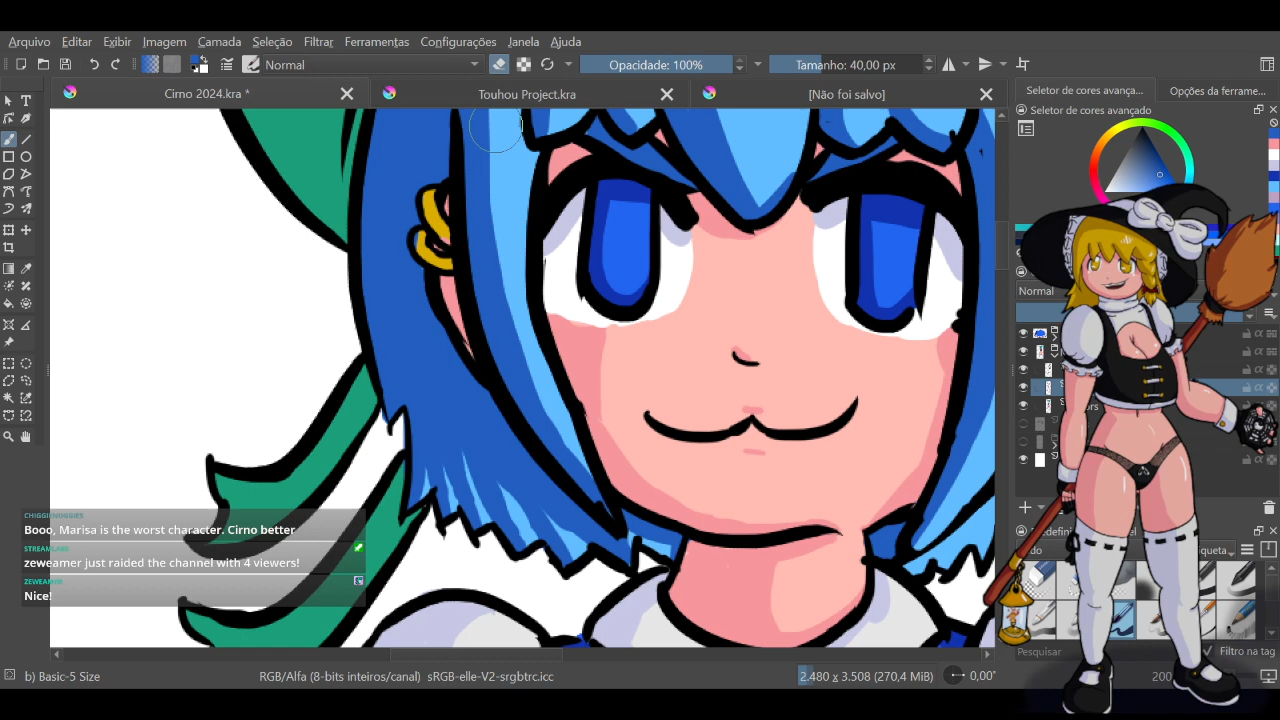 Arquivo Editar Exibir Imagem Camada Seleção Filtrar Ferramentas Configurações Janela Ajuda
Normal Opacidade: 100% Tamanho: 40,00 px
Cirno 2024.kra * Touhou Project.kra [Não foi salvo]
Seletor de cores avança... Opções da ferrame...
Seletor de cores avançado
Normal
ors
CHIGGIENUGGIES
Booo, Marisa is the worst character. Cirno better
STREAMLABS
zeweamer just raided the channel with 4 viewers!
ZEWEAMER
Nice!
Pesquisar Filtro na tag
b) Basic-5 Size RGB/Alfa (8-bits inteiros/canal) sRGB-elle-V2-srgbtrc.icc 2.480 x 3.508 (270,4 MiB) 0,00° 200